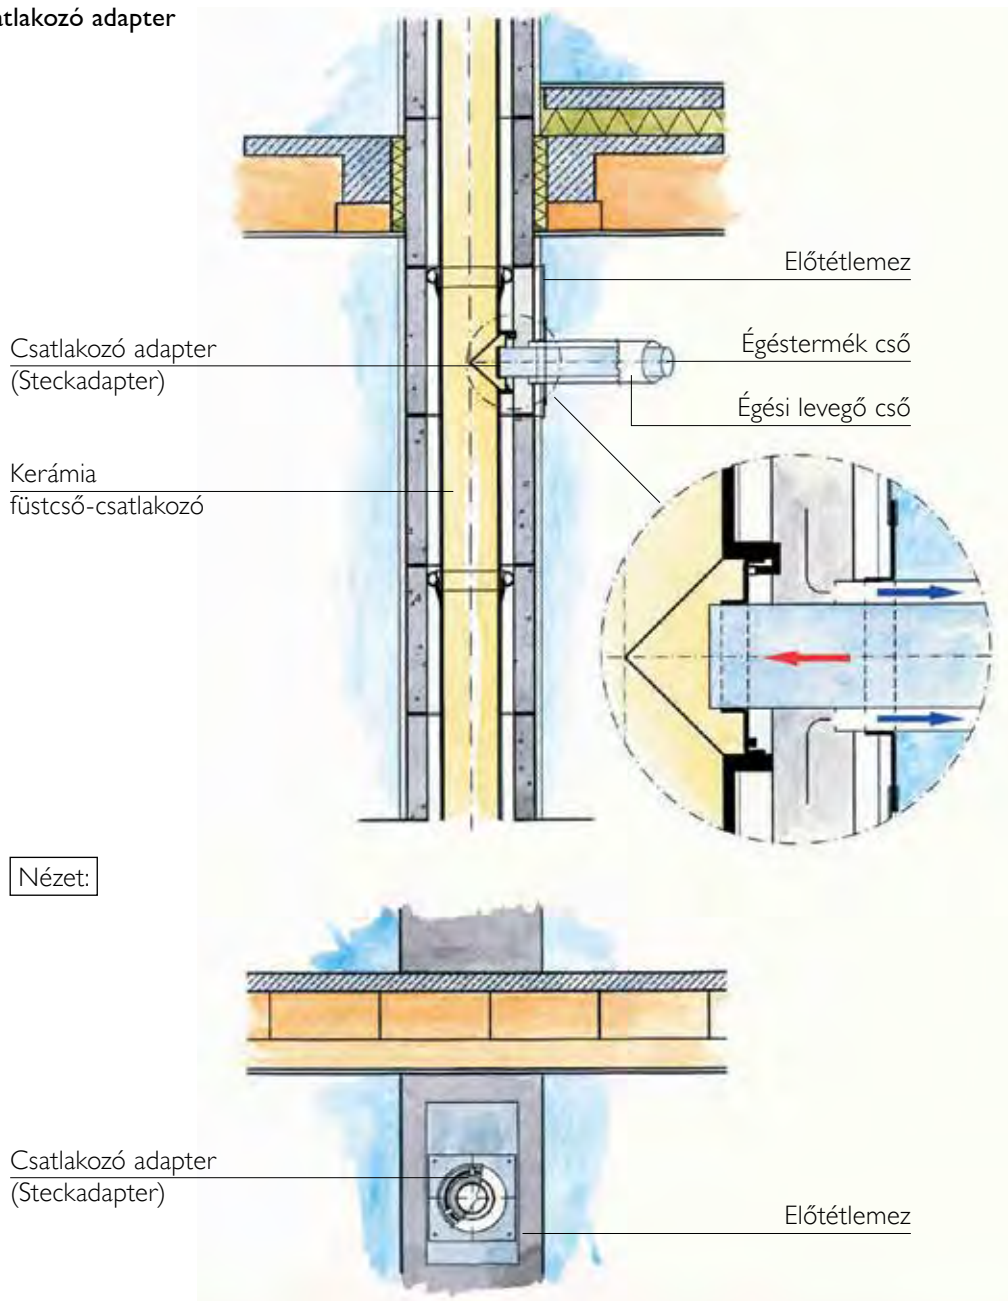 atlakozó adapter
Előtétlemez
Csatlakozó adapter
(Steckadapter)
Égéstermék cső
Égési levegő cső
Kerámia
füstcső-csatlakozó
Nézet:
Csatlakozó adapter
(Steckadapter)
Előtétlemez